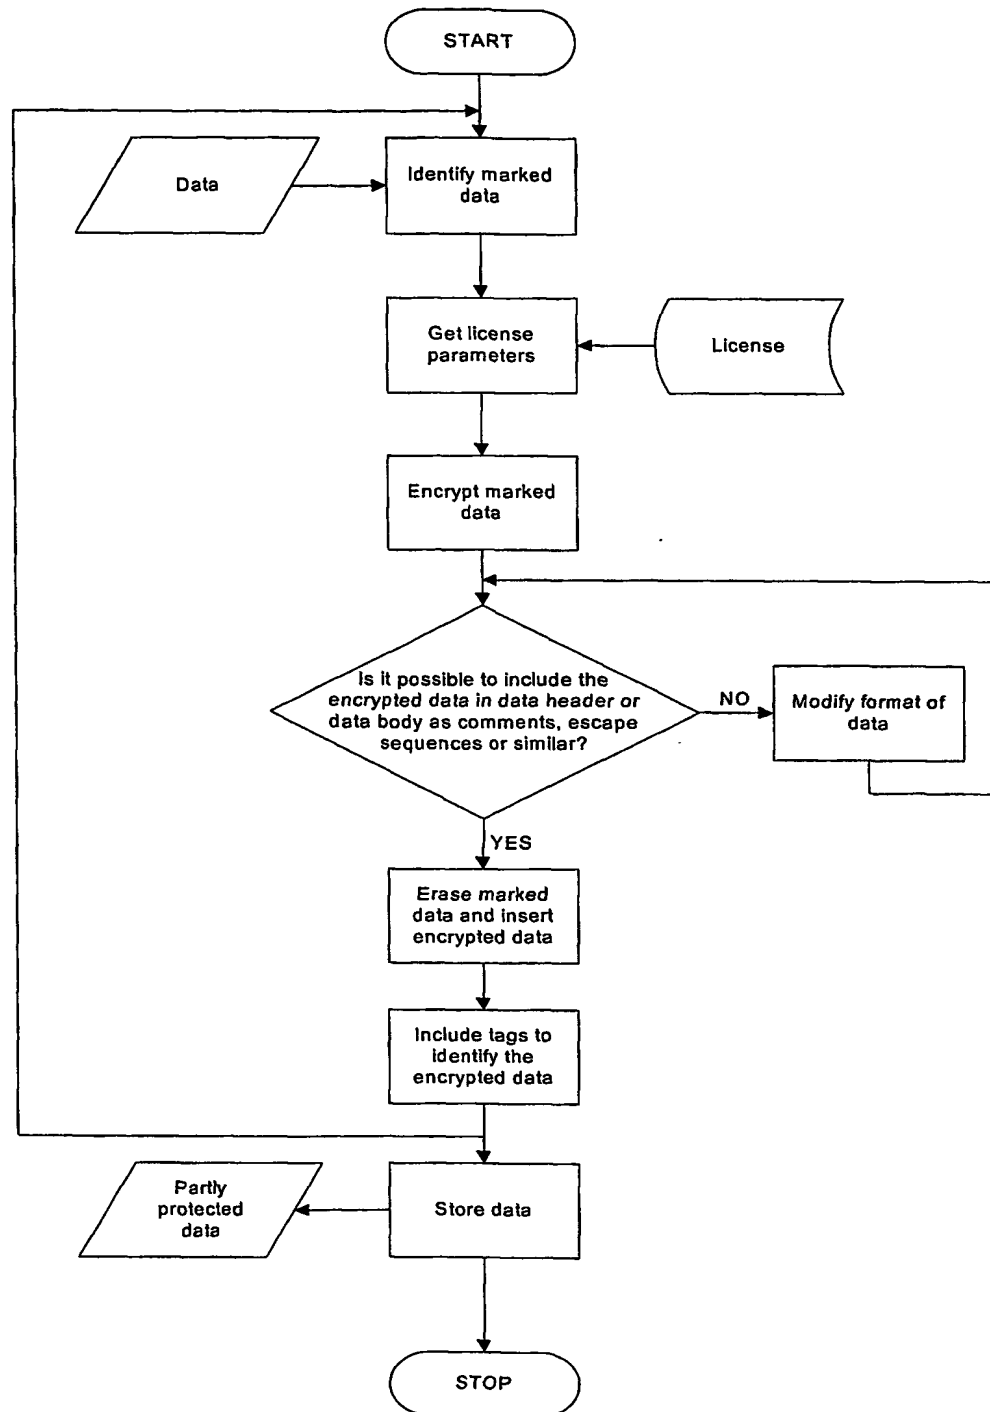 START
Data
Identify marked
data
Get license
parameters
License
Encrypt marked
data
Is it possible to include the
encrypted data in data header or
data body as comments, escape
sequences or similar?
NO
Modify format of
data
YES
Erase marked
data and insert
encrypted data
Include tags to
identify the
encrypted data
Partly
protected
data
Store data
STOP